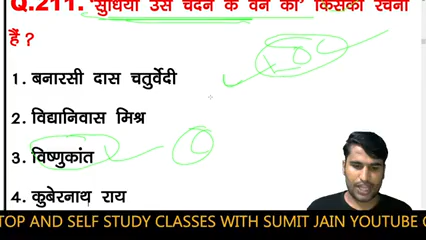 Q.211. 'सुधियां उस चंदन के वन की' किसकी रचना
हैं ?
1. बनारसी दास चतुर्वेदी
2. विद्यानिवास मिश्र
3. विष्णुकांत
4. कुबेरनाथ राय
TOP AND SELF STUDY CLASSES WITH SUMIT JAIN YOUTUBE